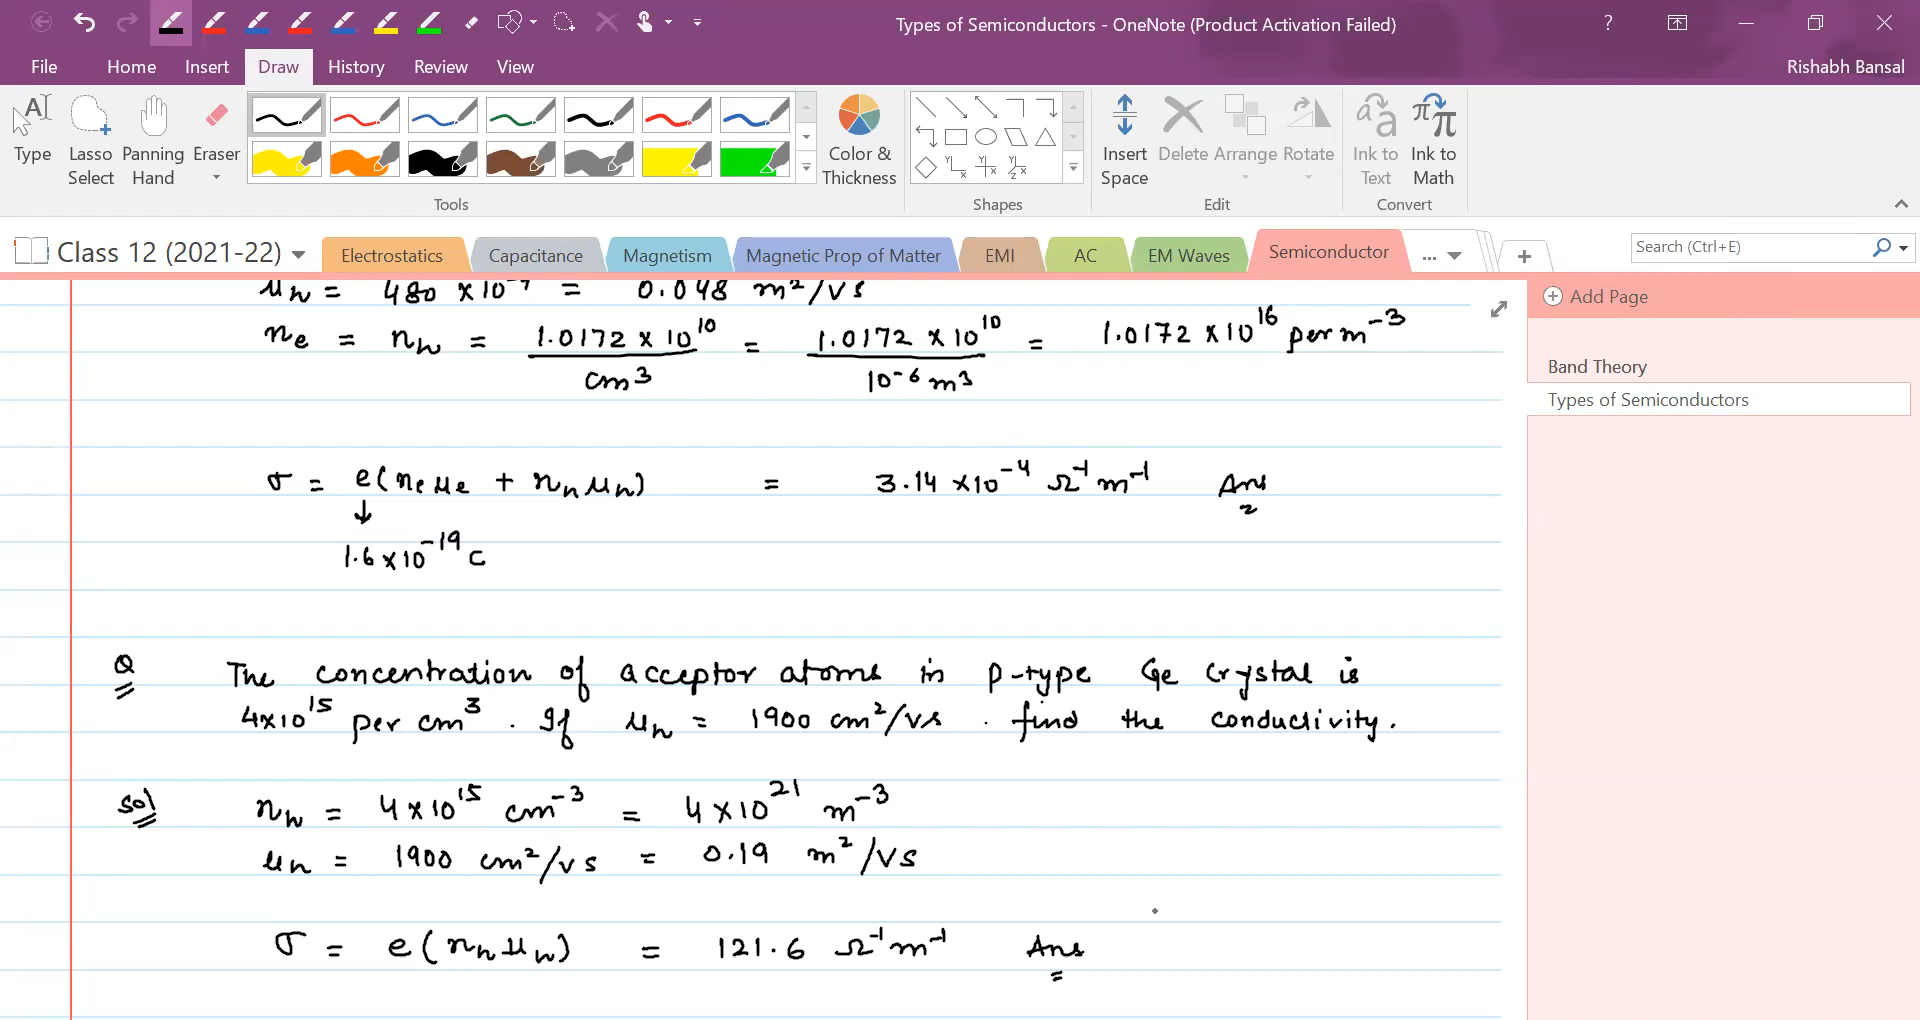 Types of Semiconductors - OneNote (Product Activation Failed)
?
File Home Insert Draw History Review View
Rishabh Bansal
Type
Lasso Select
Panning Hand
Eraser
Color & Thickness
Insert Space
Delete
Arrange
Rotate
Ink to Text
Ink to Math
Tools
Shapes
Edit
Convert
Class 12 (2021-22)
Electrostatics
Capacitance
Magnetism
Magnetic Prop of Matter
EMI
AC
EM Waves
Semiconductor
...
Search (Ctrl+E)
Add Page
Band Theory
Types of Semiconductors
μh = 480 × 10⁻⁴ = 0.048 m²/Vs
ne = nh = 1.0172 × 10¹⁰ / cm³ = 1.0172 × 10¹⁰ / 10⁻⁶ m³ = 1.0172 × 10¹⁶ per m⁻³
σ = e(neμe + nhμh) = 3.14 × 10⁻⁴ Ω⁻¹m⁻¹ Ans
↓
1.6 × 10⁻¹⁹ C
Q The concentration of acceptor atoms in p-type Ge crystal is
4×10¹⁵ per cm³. If μh = 1900 cm²/Vs. find the conductivity.
Sol nh = 4 × 10¹⁵ cm⁻³ = 4 × 10²¹ m⁻³
μh = 1900 cm²/Vs = 0.19 m²/Vs
σ = e(nhμh) = 121.6 Ω⁻¹m⁻¹ Ans